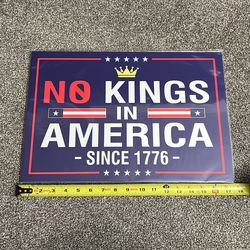 NO KINGS
IN
AMERICA
- SINCE 1776 -